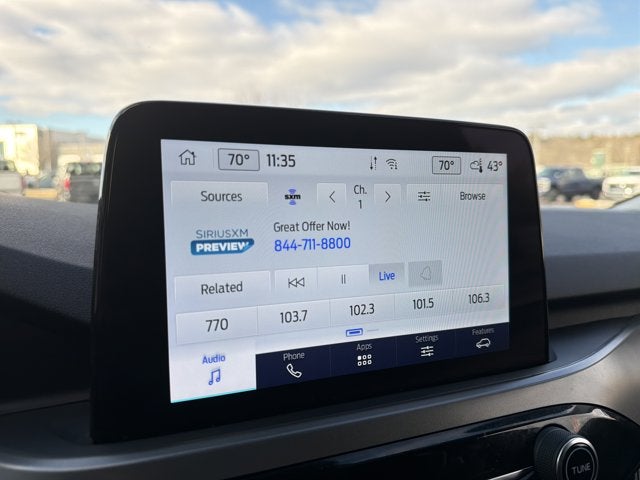 70° 11:35 70° 43°
Sources sxm Ch. 1 Browse
SIRIUSXM
PREVIEW
Great Offer Now!
844-711-8800
Related Live
770 103.7 102.3 101.5 106.3
Audio Phone Apps Settings Features
TUNE